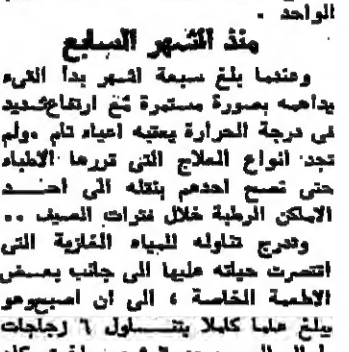 الواحد .
منذ الشهر السابع
وعندما بلغ سبعة اشهر بدأ القيء
يداهمه بصورة مستمرة مع ارتفاع شديد
في درجة الحرارة يعقبه اعياء تام ،ولم
تجد انواع العلاج التي قررها الاطباء
حتى نصح احدهم بنقله الى احد
الاماكن الرطبة خلال فترات الصيف ..
وتدرج تناوله للمياه الغازية التي
اقتصرت حياته عليها الى جانب بعض
الاطعمة الخاصة ، الى ان اصبح وهو
يبلغ عاما كاملا يتناول ٦ زجاجات